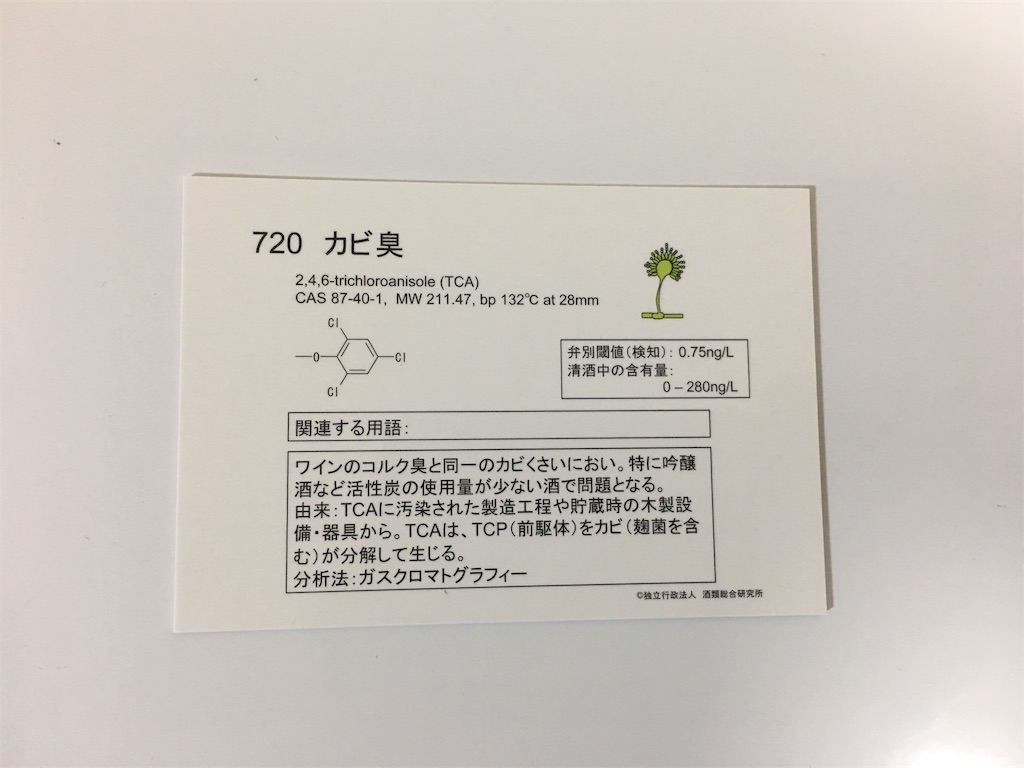 720 カビ臭
2,4,6-trichloroanisole (TCA)
CAS 87-40-1, MW 211.47, bp 132℃ at 28mm
Cl
O
Cl
Cl
弁別閾値(検知): 0.75ng/L
清酒中の含有量:
0 – 280ng/L
関連する用語:
ワインのコルク臭と同一のカビくさいにおい。特に吟醸
酒など活性炭の使用量が少ない酒で問題となる。
由来:TCAに汚染された製造工程や貯蔵時の木製設
備・器具から。TCAは、TCP(前駆体)をカビ(麹菌を含
む)が分解して生じる。
分析法:ガスクロマトグラフィー
©独立行政法人 酒類総合研究所